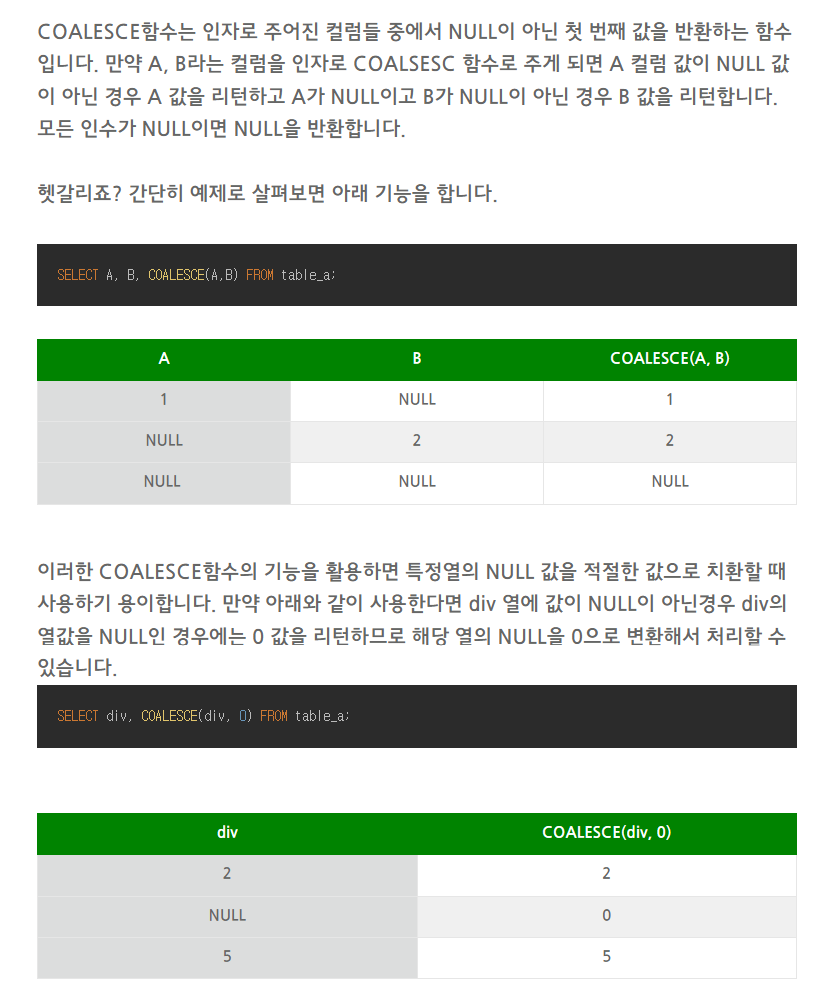 COALESCE함수는 인자로 주어진 컬럼들 중에서 NULL이 아닌 첫 번째 값을 반환하는 함수
입니다. 만약 A, B라는 컬럼을 인자로 COALSESC 함수로 주게 되면 A 컬럼 값이 NULL 값
이 아닌 경우 A 값을 리턴하고 A가 NULL이고 B가 NULL이 아닌 경우 B 값을 리턴합니다.
모든 인수가 NULL이면 NULL을 반환합니다.
헷갈리죠? 간단히 예제로 살펴보면 아래 기능을 합니다.
SELECT A, B, COALESCE(A,B) FROM table_a;
A B COALESCE(A, B)
1 NULL 1
NULL 2 2
NULL NULL NULL
이러한 COALESCE함수의 기능을 활용하면 특정열의 NULL 값을 적절한 값으로 치환할 때
사용하기 용이합니다. 만약 아래와 같이 사용한다면 div 열에 값이 NULL이 아닌경우 div의
열값을 NULL인 경우에는 0 값을 리턴하므로 해당 열의 NULL을 0으로 변환해서 처리할 수
있습니다.
SELECT div, COALESCE(div, 0) FROM table_a;
div COALESCE(div, 0)
2 2
NULL 0
5 5